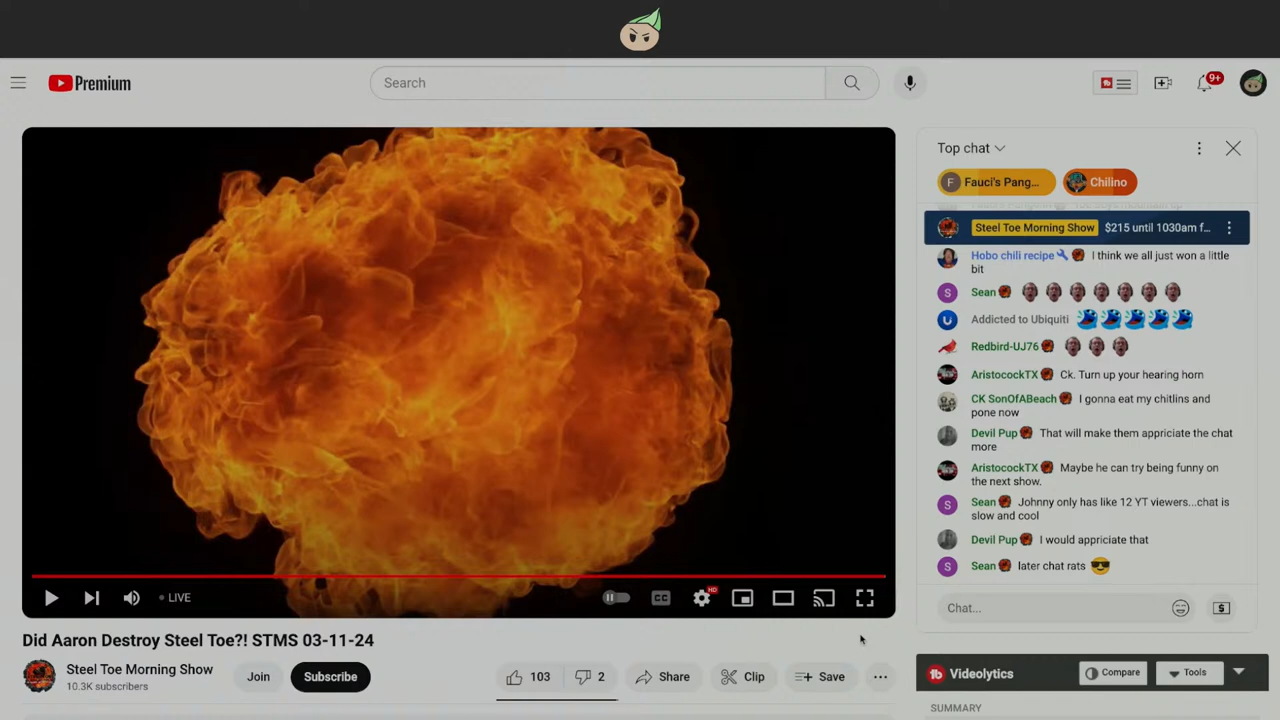 Premium
Search
9+
Top chat
F Fauci's Pang...
Chilino
Steel Toe Morning Show $215 until 1030am f...
Hobo chili recipe I think we all just won a little
bit
S Sean
Addicted to Ubiquiti
Redbird-UJ76
AristocockTX Ck. Turn up your hearing horn
CK SonOfABeach I gonna eat my chitlins and
pone now
Devil Pup That will make them appriciate the chat
more
AristocockTX Maybe he can try being funny on
the next show.
S Sean Johnny only has like 12 YT viewers...chat is
slow and cool
Devil Pup I would appriciate that
S Sean later chat rats
Chat...
LIVE
CC
HD
Did Aaron Destroy Steel Toe?! STMS 03-11-24
Steel Toe Morning Show
10.3K subscribers
Join
Subscribe
103
2
Share
Clip
Save
Videolytics
Compare
Tools
SUMMARY